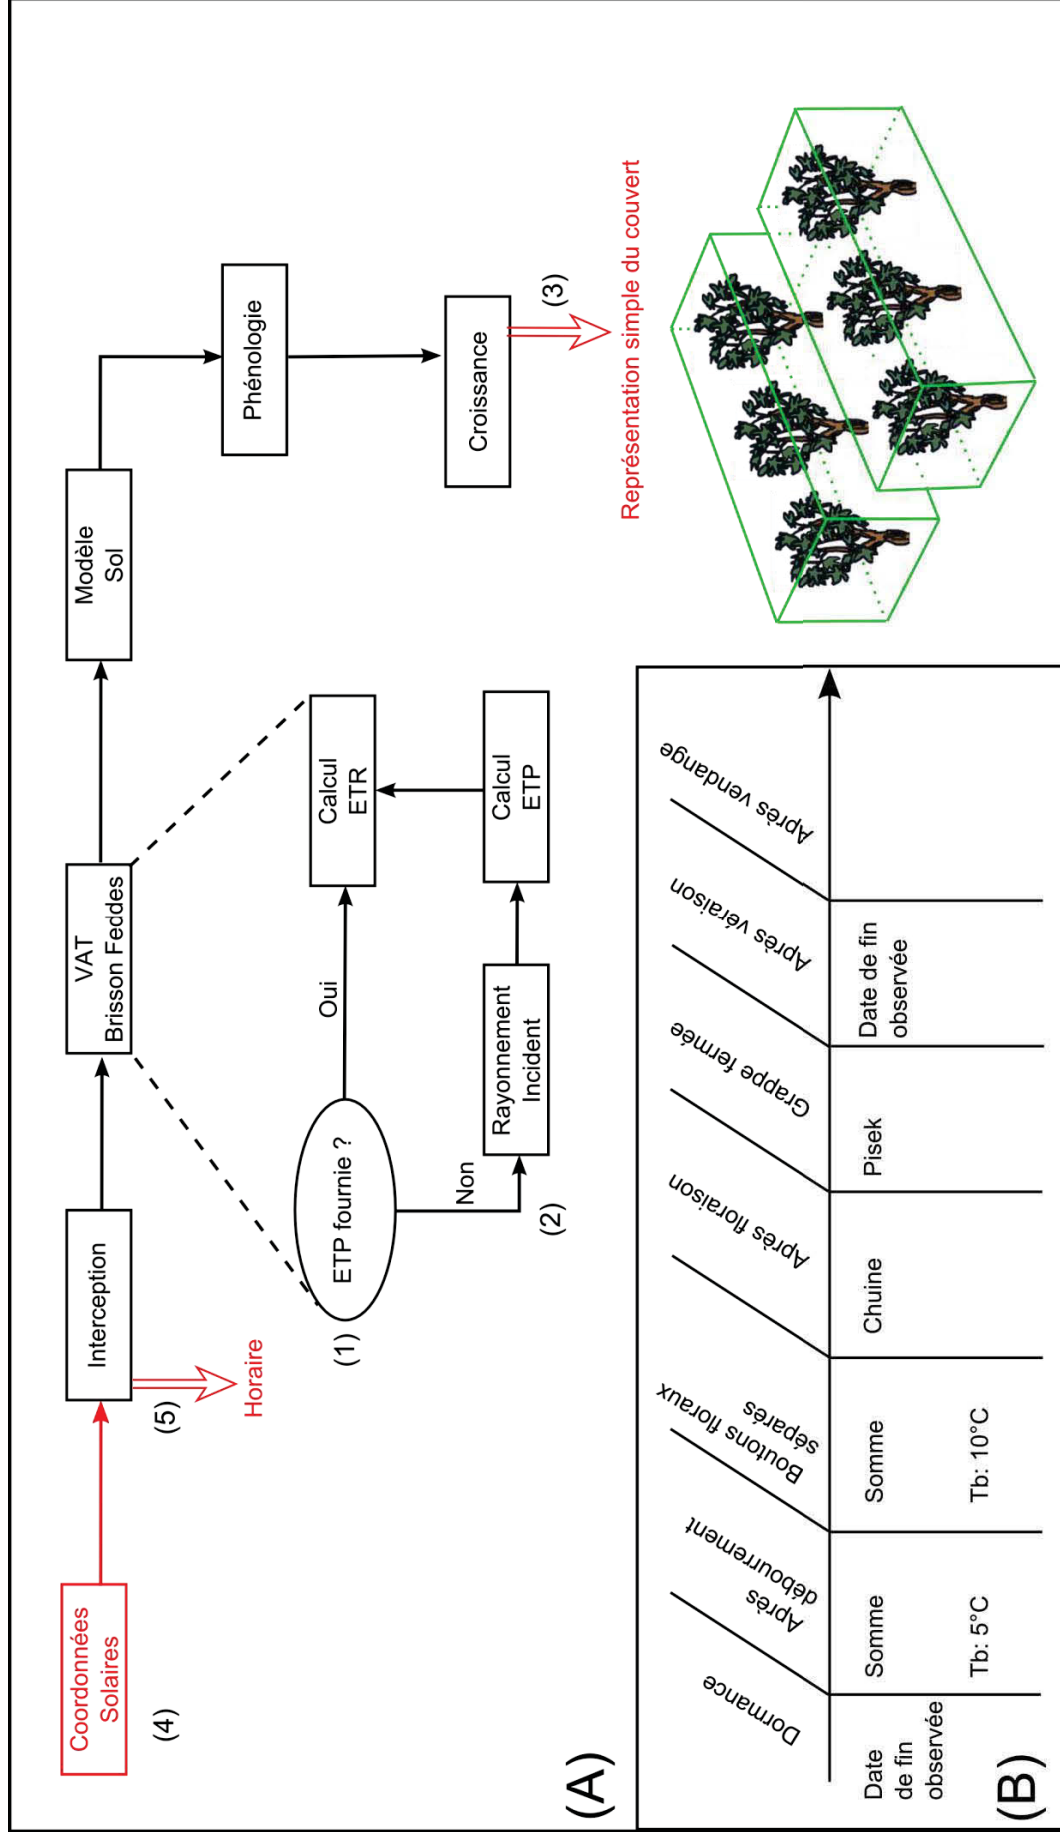 Coordonnées
Solaires
(4)
Interception
(5)
Horaire
VAT
Brisson Feddes
Modèle
Sol
Phénologie
Croissance
(3)
Représentation simple du couvert
(1)
ETP fournie ?
Oui
Non
(2)
Rayonnement
Incident
Calcul
ETP
Calcul
ETR
(A)
Dormance
Après
débourrement
Boutons floraux
séparés
Après floraison
Grappe fermée
Après véraison
Après vendange
Date
de fin
observée
Somme
Tb: 5°C
Somme
Tb: 10°C
Chuine
Pisek
Date de fin
observée
(B)